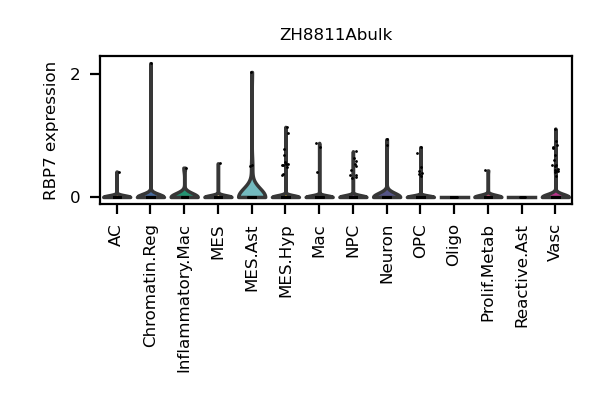 ZH8811Abulk
RBP7 expression
2
0
AC
Chromatin.Reg
Inflammatory.Mac
MES
MES.Ast
MES.Hyp
Mac
NPC
Neuron
OPC
Oligo
Prolif.Metab
Reactive.Ast
Vasc